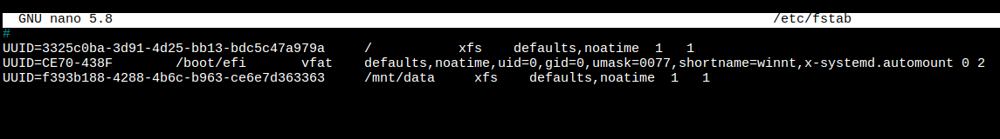 GNU nano 5.8 /etc/fstab
#
UUID=3325c0ba-3d91-4d25-bb13-bdc5c47a979a / xfs defaults,noatime 1 1
UUID=CE70-438F /boot/efi vfat defaults,noatime,uid=0,gid=0,umask=0077,shortname=winnt,x-systemd.automount 0 2
UUID=f393b188-4288-4b6c-b963-ce6e7d363363 /mnt/data xfs defaults,noatime 1 1